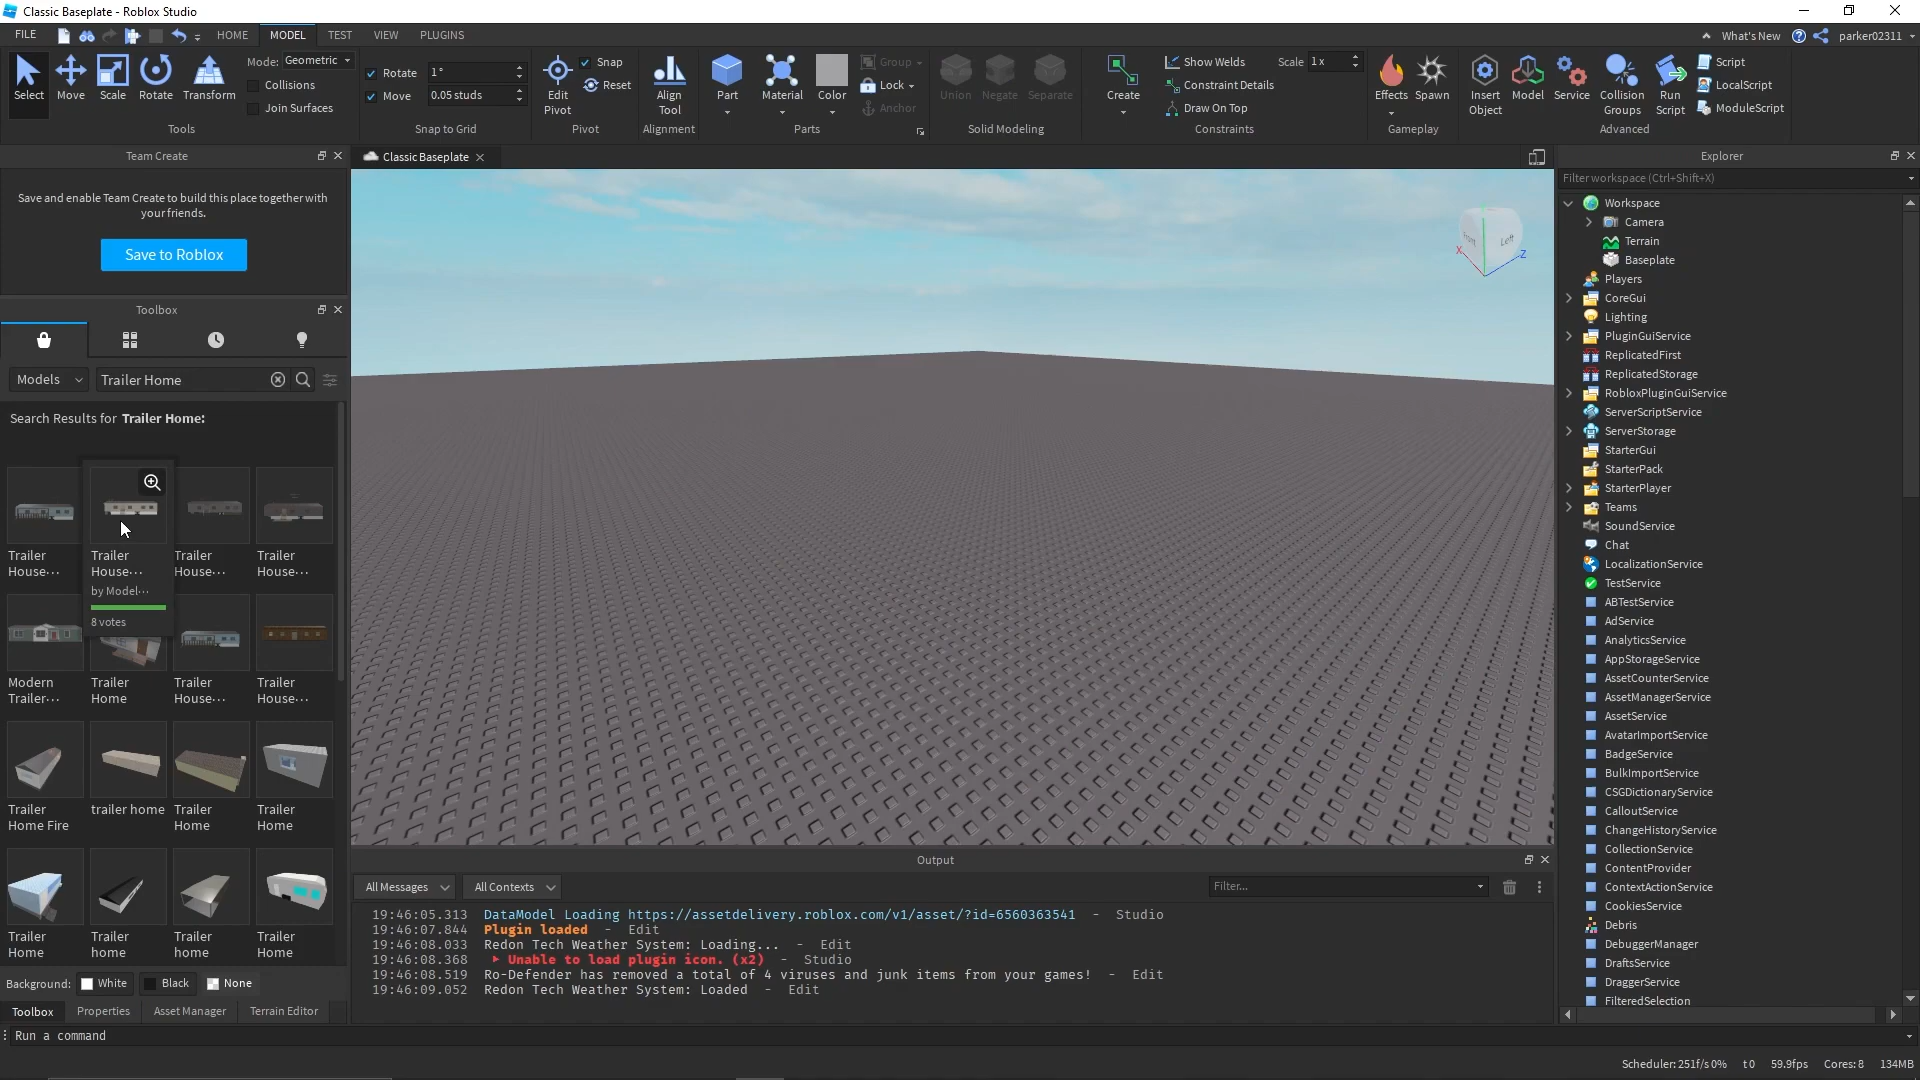 Classic Baseplate - Roblox Studio
FILE
HOME
MODEL
TEST
VIEW
PLUGINS
What's New
parker02311
Select
Move
Scale
Rotate
Transform
Mode:
Geometric
Collisions
Join Surfaces
Tools
Rotate
1°
Move
0.05 studs
Snap to Grid
Edit
Pivot
Snap
Reset
Pivot
Align
Tool
Alignment
Part
Material
Color
Group
Lock
Anchor
Parts
Union
Negate
Separate
Solid Modeling
Create
Show Welds
Scale
1x
Constraint Details
Draw On Top
Constraints
Effects
Spawn
Gameplay
Insert
Object
Model
Service
Collision
Groups
Run
Script
Script
LocalScript
ModuleScript
Advanced
Team Create
Save and enable Team Create to build this place together with
your friends.
Save to Roblox
Toolbox
Models
Trailer Home
Search Results for Trailer Home:
Trailer
House···
Trailer
House···
by Model···
8 votes
Trailer
House···
Trailer
House···
Modern
Trailer···
Trailer
Home
Trailer
House···
Trailer
House···
Trailer
Home Fire
trailer home
Trailer
Home
Trailer
Home
Trailer
Home
Trailer
home
Trailer
home
Trailer
Home
Background:
White
Black
None
Toolbox
Properties
Asset Manager
Terrain Editor
Run a command
Classic Baseplate
Front
Left
X
Z
Output
All Messages
All Contexts
Filter...
19:46:05.313 DataModel Loading https://assetdelivery.roblox.com/v1/asset/?id=6560363541 - Studio
19:46:07.844 Plugin loaded - Edit
19:46:08.033 Redon Tech Weather System: Loading... - Edit
19:46:08.368 Unable to load plugin icon. (x2) - Studio
19:46:08.519 Ro-Defender has removed a total of 4 viruses and junk items from your games! - Edit
19:46:09.052 Redon Tech Weather System: Loaded - Edit
Explorer
Filter workspace (Ctrl+Shift+X)
Workspace
Camera
Terrain
Baseplate
Players
CoreGui
Lighting
PluginGuiService
ReplicatedFirst
ReplicatedStorage
RobloxPluginGuiService
ServerScriptService
ServerStorage
StarterGui
StarterPack
StarterPlayer
Teams
SoundService
Chat
LocalizationService
TestService
ABTestService
AdService
AnalyticsService
AppStorageService
AssetCounterService
AssetManagerService
AssetService
AvatarImportService
BadgeService
BulkImportService
CSGDictionaryService
CalloutService
ChangeHistoryService
CollectionService
ContentProvider
ContextActionService
CookiesService
Debris
DebuggerManager
DraftsService
DraggerService
FilteredSelection
Scheduler: 251f/s 0%
t 0
59.9fps
Cores: 8
134MB